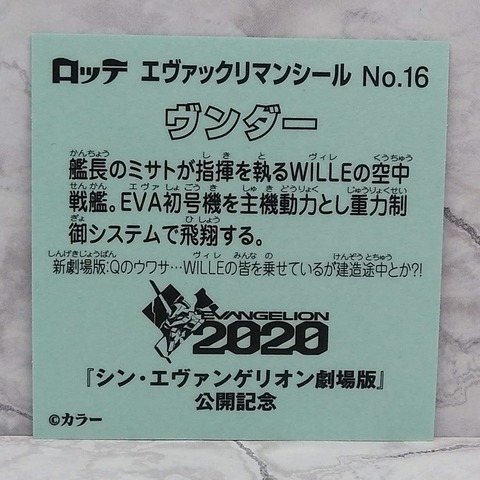 ロッテ エヴァックリマンシール No.16
ヴンダー
かんちょう しき と ヴィレ くうちゅう
艦長のミサトが指揮を執るWILLEの空中
せんかん エヴァしょごうき しゅきどうりょく じゅうりょくせい
戦艦。EVA初号機を主機動力とし重力制
ぎょ ひしょう
御システムで飛翔する。
しんげきじょうばん ヴィレ みんな の けんぞうとちゅう
新劇場版:Qのウワサ…WILLEの皆を乗せているが建造途中とか?!
EVANGELION
2020
『シン・エヴァンゲリオン劇場版』
公開記念
©カラー